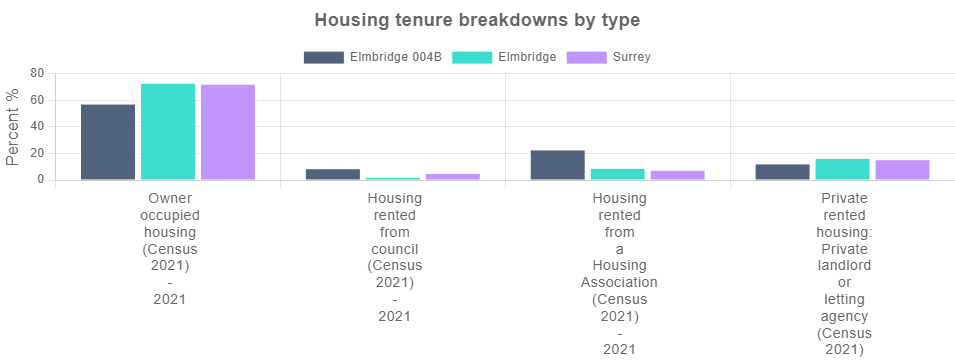 Housing tenure breakdowns by type
Elmbridge 004B
Elmbridge
Surrey
Percent %
80
60
40
20
0
Owner
occupied
housing
(Census
2021)
-
2021
Housing
rented
from
council
(Census
2021)
-
2021
Housing
rented
from
a
Housing
Association
(Census
2021)
-
2021
Private
rented
housing:
Private
landlord
or
letting
agency
(Census
2021)